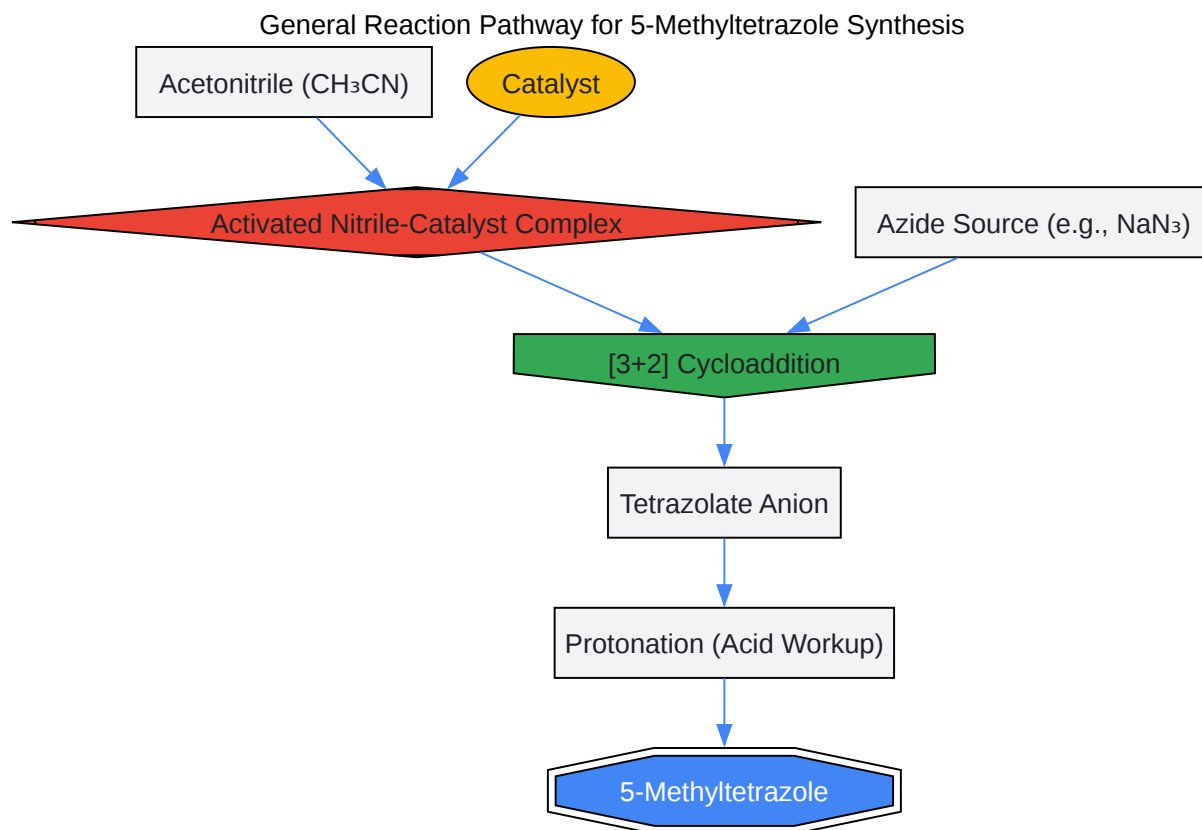 General Reaction Pathway for 5-Methyltetrazole Synthesis
Acetonitrile (CH₃CN)
Catalyst
Activated Nitrile-Catalyst Complex
Azide Source (e.g., NaN₃)
[3+2] Cycloaddition
Tetrazolate Anion
Protonation (Acid Workup)
5-Methyltetrazole